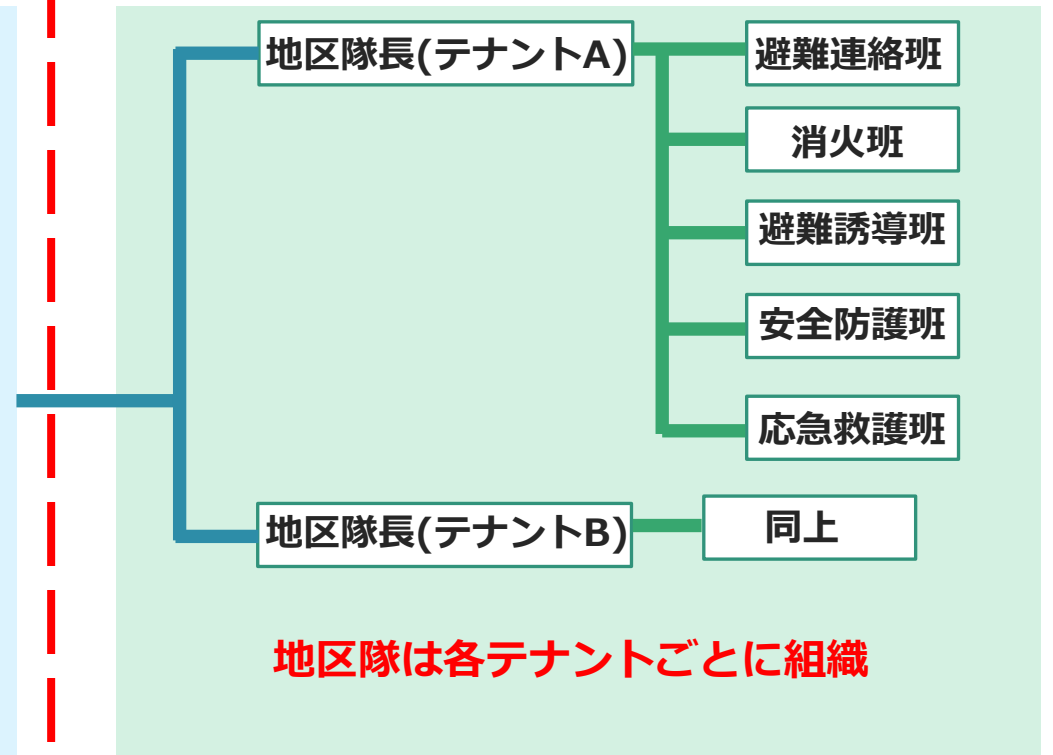 地区隊長(テナントA)
避難連絡班
消火班
避難誘導班
安全防護班
応急救護班
地区隊長(テナントB)
同上
地区隊は各テナントごとに組織